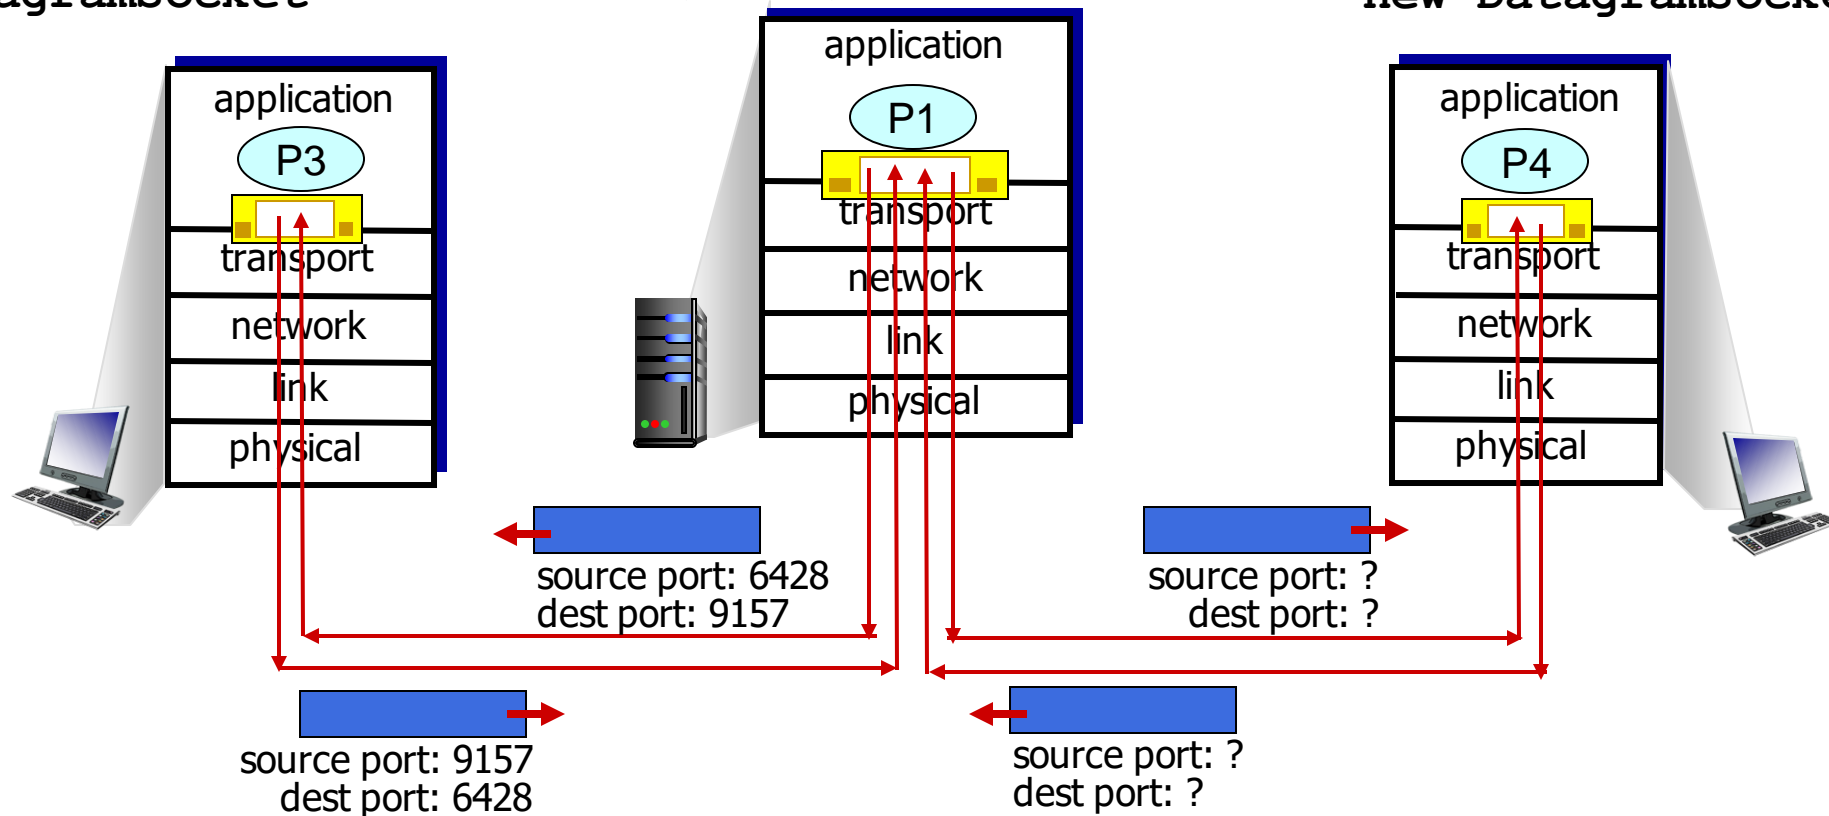 application
P3
transport
network
link
physical
application
P1
transport
network
link
physical
application
P4
transport
network
link
physical
source port: 6428
dest port: 9157
source port: ?
dest port: ?
source port: 9157
dest port: 6428
source port: ?
dest port: ?